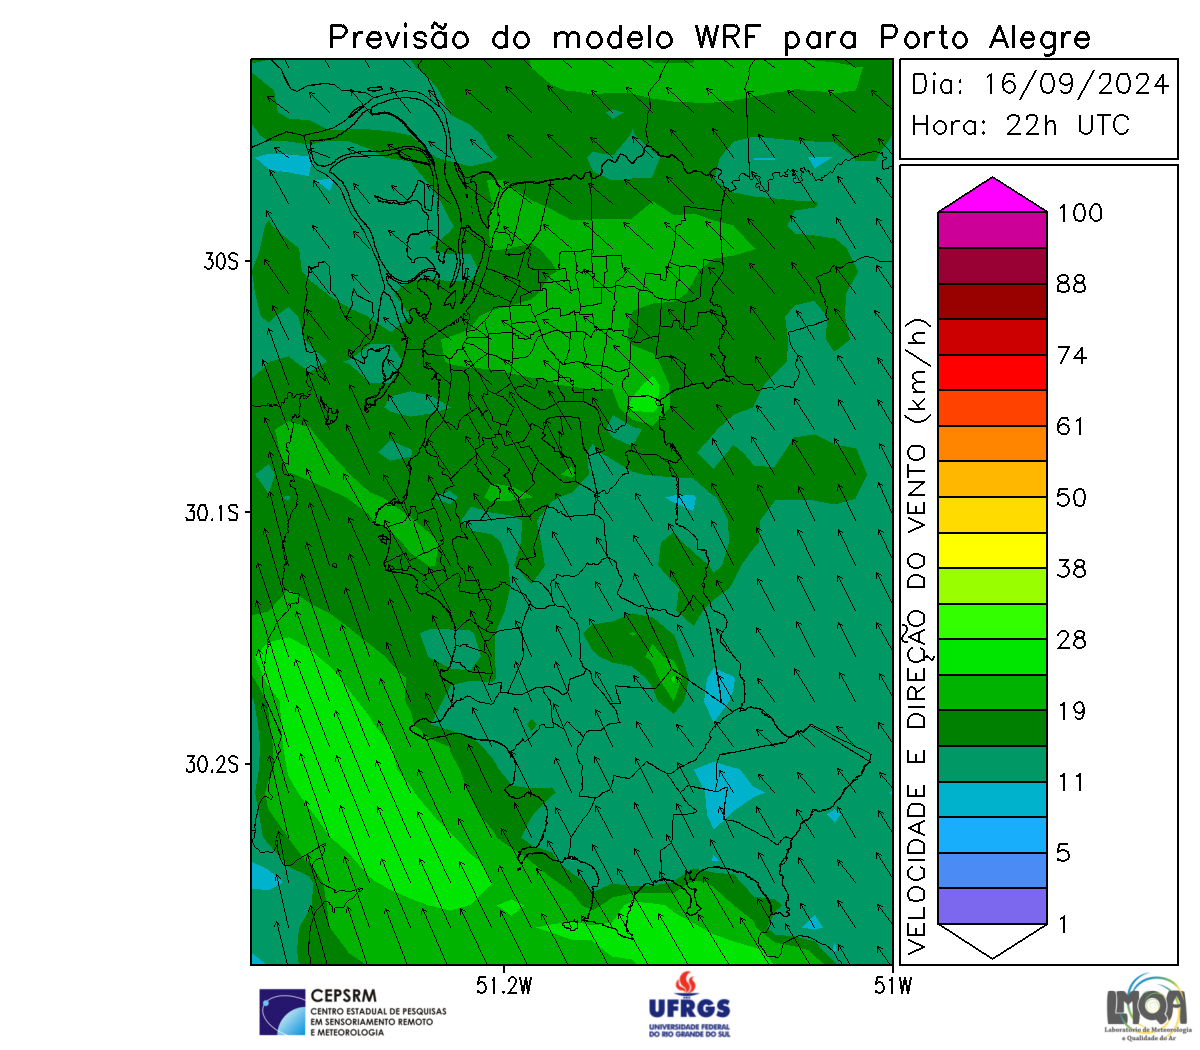 Previsão do modelo WRF para Porto Alegre
Dia: 16/09/2024
Hora: 22h UTC
VELOCIDADE E DIREÇÃO DO VENTO (km/h)
100
88
74
61
50
38
28
19
11
5
1
30S
30.1S
30.2S
51.2W
51W
CEPSRM
CENTRO ESTADUAL DE PESQUISAS
EM SENSORIAMENTO REMOTO
E METEOROLOGIA
UFRGS
UNIVERSIDADE FEDERAL
DO RIO GRANDE DO SUL
LMQA
Laboratório de Meteorologia
e Qualidade do Ar